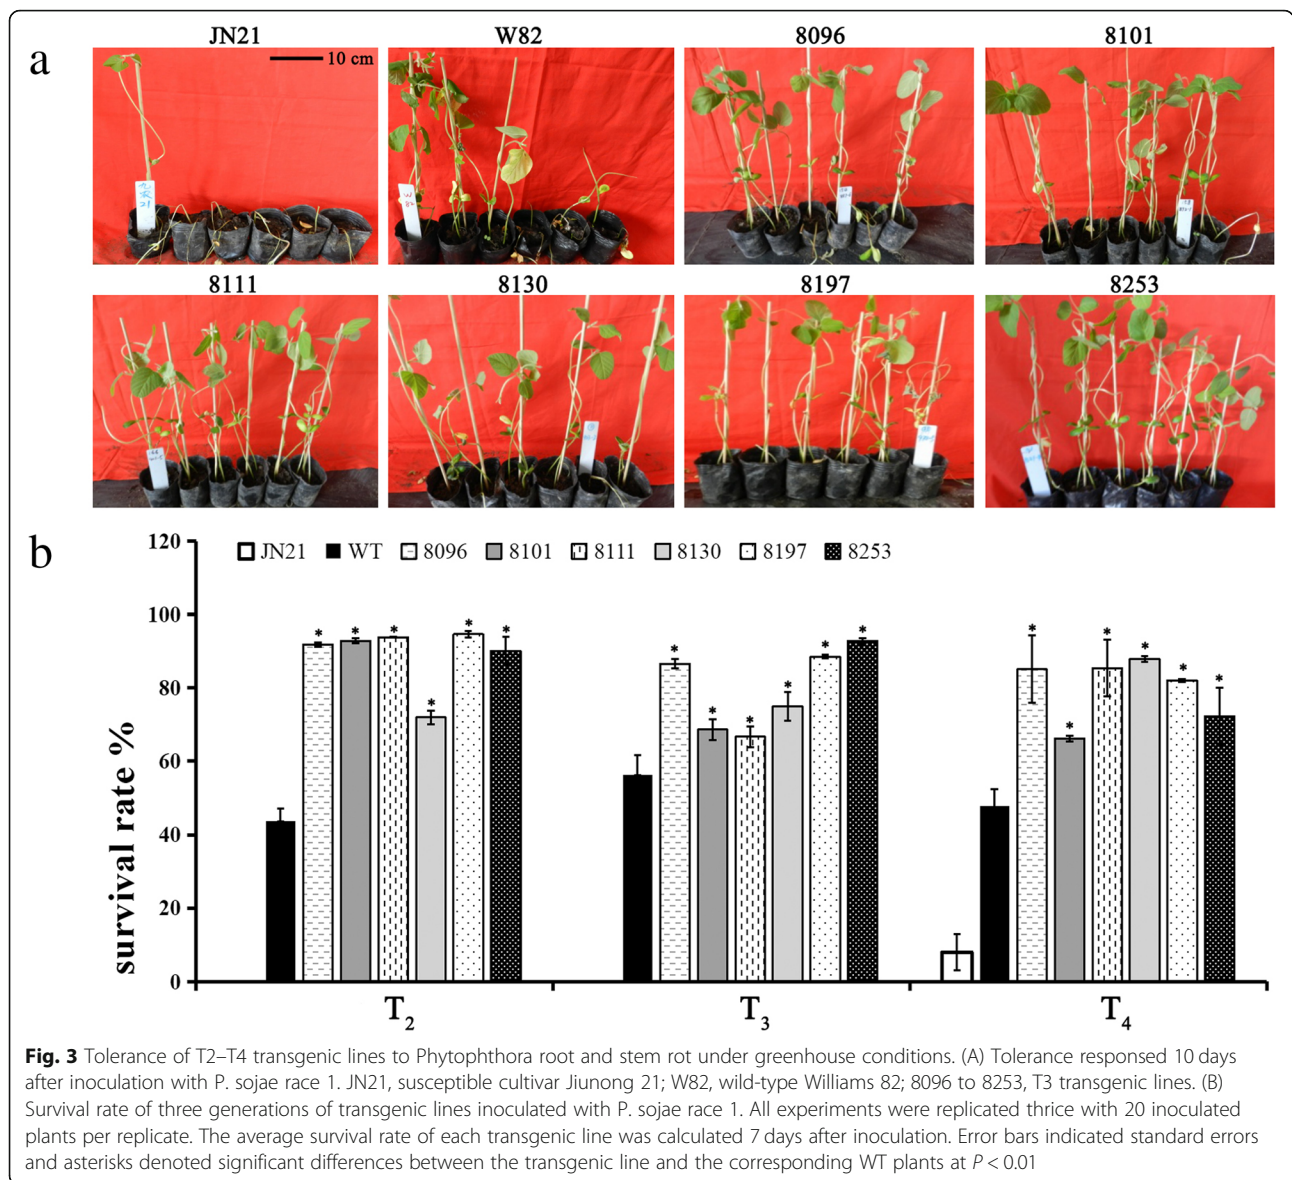 a
JN21
W82
8096
8101
10 cm
21
W
82
8111
8130
8197
8253
b
120
100
80
60
40
20
0
survival rate %
JN21 WT 8096 8101 8111 8130 8197 8253
* * * * * *
* * * * * *
* * * * * *
T2 T3 T4
Fig. 3 Tolerance of T2–T4 transgenic lines to Phytophthora root and stem rot under greenhouse conditions. (A) Tolerance responsed 10 days
after inoculation with P. sojae race 1. JN21, susceptible cultivar Jiunong 21; W82, wild-type Williams 82; 8096 to 8253, T3 transgenic lines. (B)
Survival rate of three generations of transgenic lines inoculated with P. sojae race 1. All experiments were replicated thrice with 20 inoculated
plants per replicate. The average survival rate of each transgenic line was calculated 7 days after inoculation. Error bars indicated standard errors
and asterisks denoted significant differences between the transgenic line and the corresponding WT plants at P < 0.01